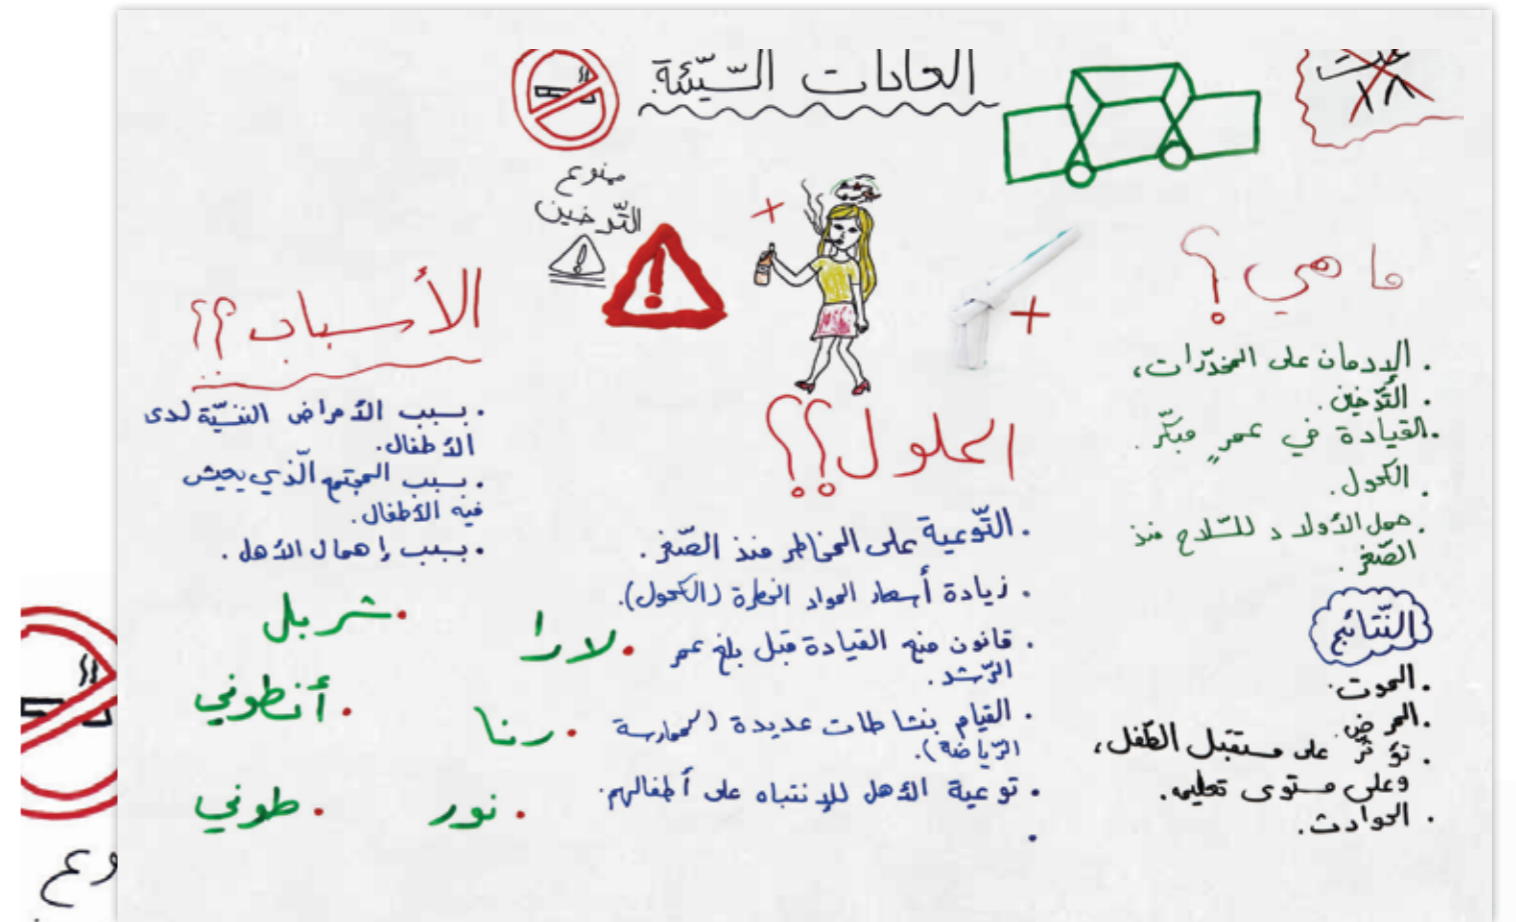 العادات السّيّئة.
١٨
ممنوع
التّدخين
ما هي؟
. الإدمان على المخدّرات،
. التّدخين.
. القيادة في عمرٍ مبكّر.
. الكحول.
. حمل الأولاد للسّلاح منذ
الصّغر.
النّتائج
. الموت.
. المرض.
. تؤثّر على مستقبل الطّفل،
وعلى مستوى تعليمه.
. الحوادث.
الحلول؟؟
. التّوعية على المخاطر منذ الصّغر.
. زيادة أسعار المواد الخطرة (الكحول).
. قانون منع القيادة قبل بلغ عمر
الرّشد.
. القيام بنشاطات عديدة (كممارسة
الرّياضة).
. توعية الأهل للإنتباه على أطفالهم.
الأسباب؟؟
. بسبب الأمراض النفسيّة لدى
الأطفال.
. بسبب المجتمع الّذي يعيش
فيه الأطفال.
. بسبب إهمال الأهل.
. شربل
. لارا
. أنطوني
. رنا
. طوني
. نور
وع